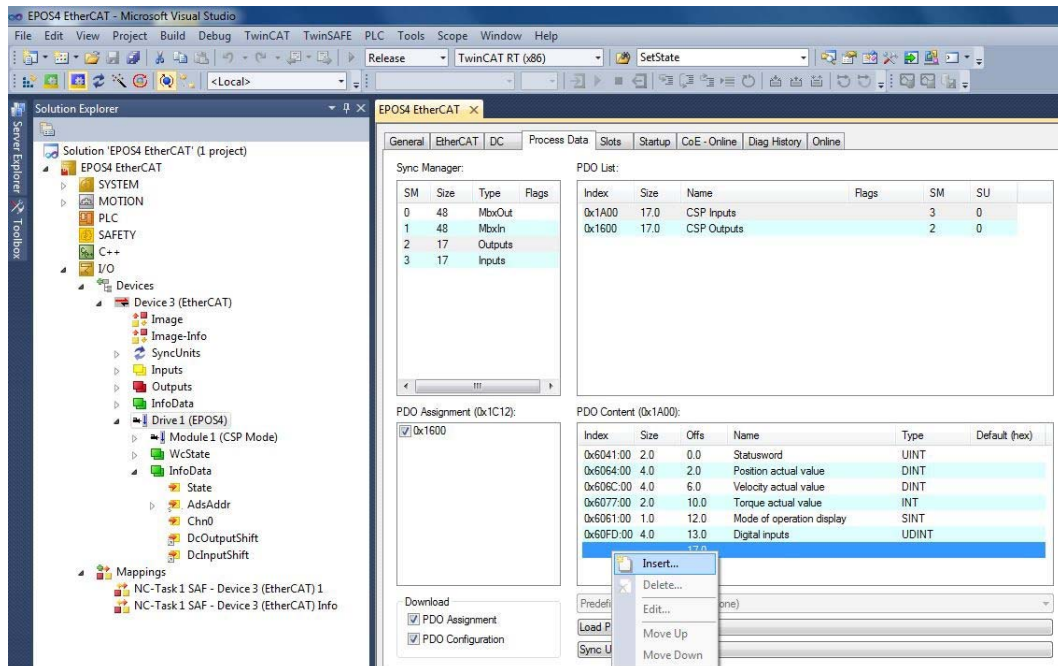 EPOS4 EtherCAT - Microsoft Visual Studio
File Edit View Project Build Debug TwinCAT TwinSAFE PLC Tools Scope Window Help
Release TwinCAT RT (x86) SetState
<Local>
Server Explorer
Toolbox
Solution Explorer
Solution 'EPOS4 EtherCAT' (1 project)
EPOS4 EtherCAT
SYSTEM
MOTION
PLC
SAFETY
C++
I/O
Devices
Device 3 (EtherCAT)
Image
Image-Info
SyncUnits
Inputs
Outputs
InfoData
Drive 1 (EPOS4)
Module 1 (CSP Mode)
WcState
InfoData
State
AdsAddr
Chn0
DcOutputShift
DcInputShift
Mappings
NC-Task 1 SAF - Device 3 (EtherCAT) 1
NC-Task 1 SAF - Device 3 (EtherCAT) Info
EPOS4 EtherCAT
General EtherCAT DC Process Data Slots Startup CoE - Online Diag History Online
Sync Manager:
SM Size Type Flags
0 48 MbxOut
1 48 MbxIn
2 17 Outputs
3 17 Inputs
PDO List:
Index Size Name Flags SM SU
0x1A00 17.0 CSP Inputs 3 0
0x1600 17.0 CSP Outputs 2 0
PDO Assignment (0x1C12):
0x1600
PDO Content (0x1A00):
Index Size Offs Name Type Default (hex)
0x6041:00 2.0 0.0 Statusword UINT
0x6064:00 4.0 2.0 Position actual value DINT
0x606C:00 4.0 6.0 Velocity actual value DINT
0x6077:00 2.0 10.0 Torque actual value INT
0x6061:00 1.0 12.0 Mode of operation display SINT
0x60FD:00 4.0 13.0 Digital inputs UDINT
17.0
Insert...
Delete...
Edit...
Move Up
Move Down
Download
PDO Assignment
PDO Configuration
Predefi
one)
Load P
Sync U